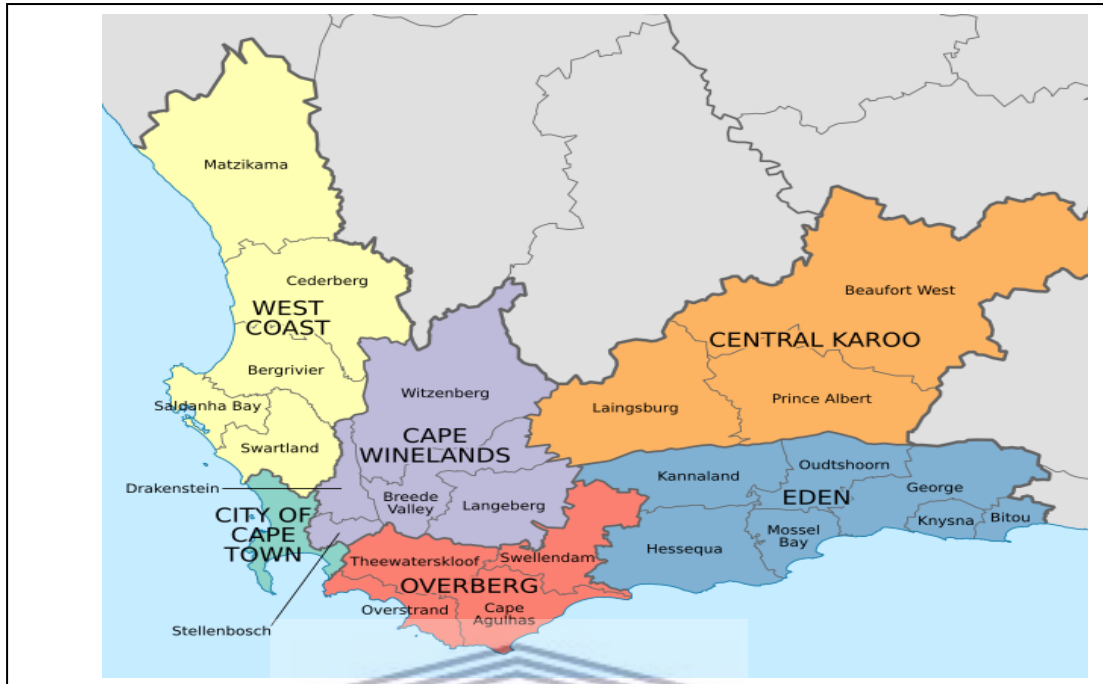 Matzikama
Cederberg
WEST
COAST
Bergrivier
Saldanha Bay
Swartland
Drakenstein
CITY OF
CAPE
TOWN
Stellenbosch
Witzenberg
CAPE
WINELANDS
Breede
Valley
Langeberg
Theewaterskloof
Swellendam
OVERBERG
Overstrand
Cape
Agulhas
Beaufort West
CENTRAL KAROO
Laingsburg
Prince Albert
Kannaland
Oudtshoorn
EDEN
George
Hessequa
Mossel
Bay
Knysna
Bitou